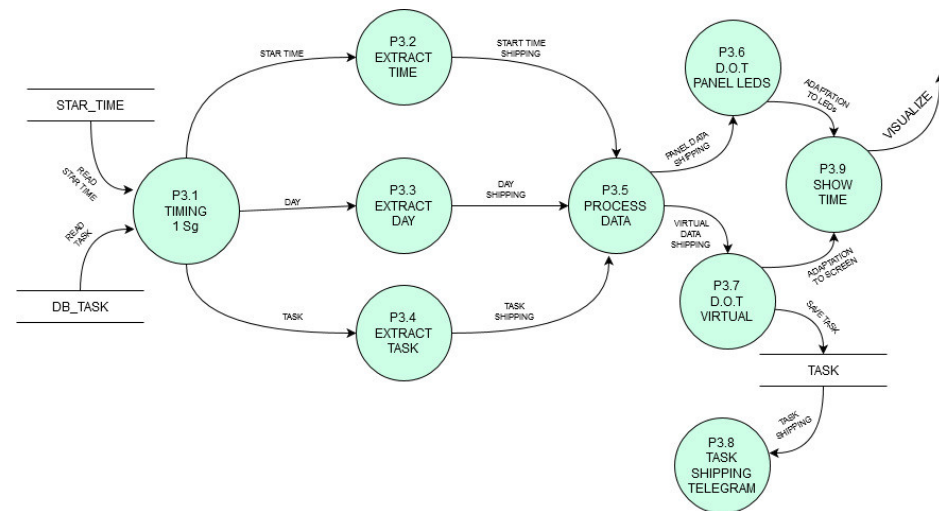 STAR_TIME
READ
STAR TIME
P3.1
TIMING
1 Sg
READ
TASK
DB_TASK
STAR TIME
P3.2
EXTRACT
TIME
START TIME
SHIPPING
DAY
P3.3
EXTRACT
DAY
DAY
SHIPPING
TASK
P3.4
EXTRACT
TASK
TASK
SHIPPING
P3.5
PROCESS
DATA
PANEL DATA
SHIPPING
P3.6
D.O.T
PANEL LEDS
ADAPTATION
TO LEDs
VIRTUAL
DATA
SHIPPING
P3.7
D.O.T
VIRTUAL
ADAPTATION
TO SCREEN
P3.9
SHOW
TIME
VISUALIZE
SAVE TASK
TASK
TASK
SHIPPING
P3.8
TASK
SHIPPING
TELEGRAM